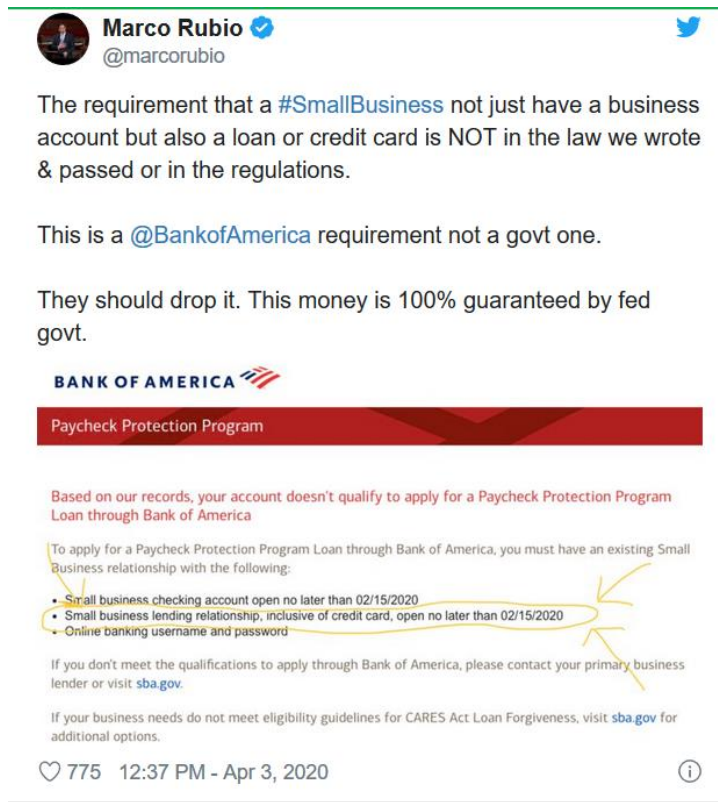 Marco Rubio
@marcorubio
The requirement that a #SmallBusiness not just have a business
account but also a loan or credit card is NOT in the law we wrote
& passed or in the regulations.
This is a @BankofAmerica requirement not a govt one.
They should drop it. This money is 100% guaranteed by fed
govt.
BANK OF AMERICA
Paycheck Protection Program
Based on our records, your account doesn't qualify to apply for a Paycheck Protection Program
Loan through Bank of America
To apply for a Paycheck Protection Program Loan through Bank of America, you must have an existing Small
Business relationship with the following:
• Small business checking account open no later than 02/15/2020
• Small business lending relationship, inclusive of credit card, open no later than 02/15/2020
• Online banking username and password
If you don't meet the qualifications to apply through Bank of America, please contact your primary business
lender or visit sba.gov.
If your business needs do not meet eligibility guidelines for CARES Act Loan Forgiveness, visit sba.gov for
additional options.
775 12:37 PM - Apr 3, 2020